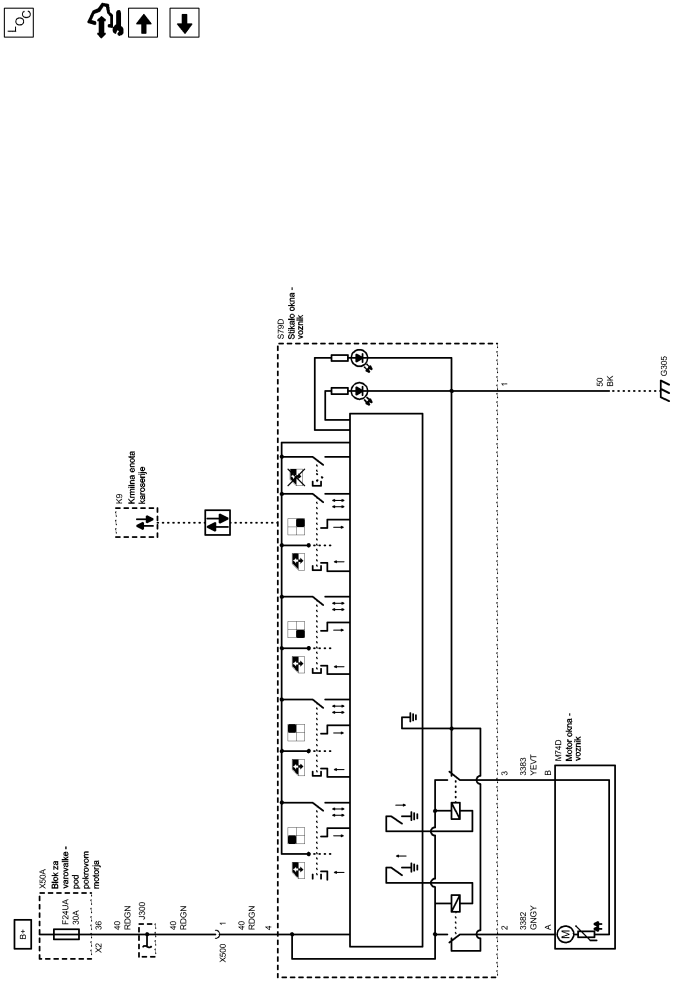 LOC
B+
X50A
Blok za
varovalke -
pod
pokrovom
motorja
F24UA
30A
X2
36
40
RDGN
J300
40
RDGN
X500
1
40
RDGN
4
K9
Krmilna enota
karoserije
S79D
Stikalo okna -
voznik
2
3382
GNGY
A
3
3383
YEVT
B
M74D
Motor okna -
voznik
M
1
50
BK
G305